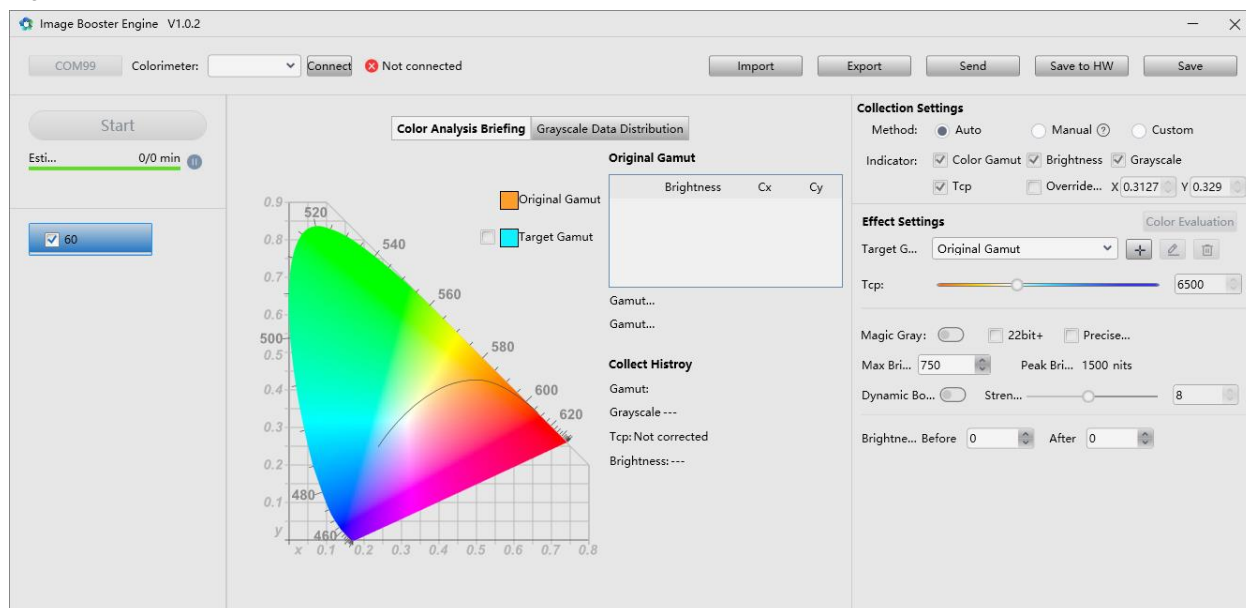 Image Booster Engine V1.0.2
COM99 Colorimeter: Connect Not connected Import Export Send Save to HW Save
Start
Esti... 0/0 min
60
Color Analysis Briefing Grayscale Data Distribution
Original Gamut
Target Gamut
0.9
0.8
0.7
0.6
0.5
0.4
0.3
0.2
0.1
y
x 0.1 0.2 0.3 0.4 0.5 0.6 0.7 0.8
520
540
560
580
600
620
500
480
460
Original Gamut
Brightness Cx Cy
Gamut...
Gamut...
Collect Histroy
Gamut:
Grayscale ---
Tcp: Not corrected
Brightness: ---
Collection Settings
Method: Auto Manual ? Custom
Indicator: Color Gamut Brightness Grayscale
Tcp Override... X 0.3127 Y 0.329
Effect Settings Color Evaluation
Target G... Original Gamut
Tcp: 6500
Magic Gray: 22bit+ Precise...
Max Bri... 750 Peak Bri... 1500 nits
Dynamic Bo... Stren... 8
Brightne... Before 0 After 0